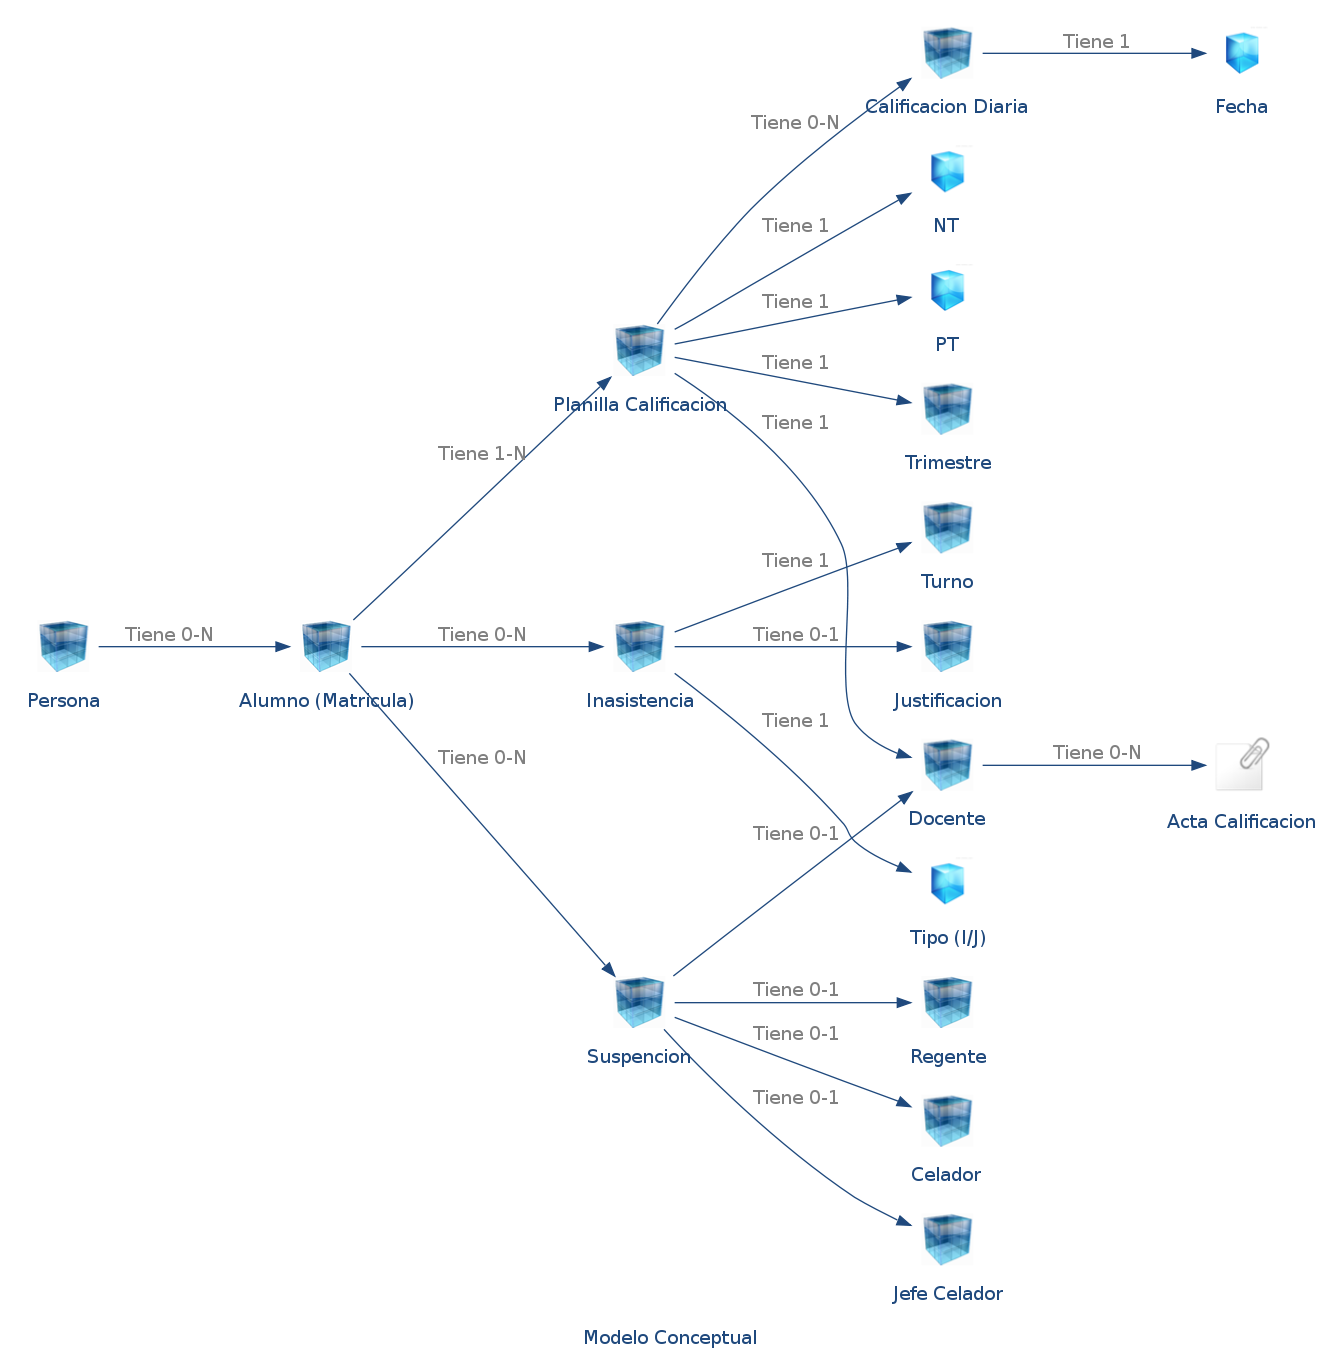 Tiene 1
Calificacion Diaria
Fecha
Tiene 0-N
NT
Tiene 1
Tiene 1
PT
Tiene 1
Planilla Calificacion
Tiene 1
Trimestre
Tiene 1-N
Tiene 1
Turno
Tiene 0-N
Tiene 0-N
Tiene 0-1
Persona
Alumno (Matricula)
Inasistencia
Justificacion
Tiene 1
Tiene 0-N
Tiene 0-N
Docente
Acta Calificacion
Tiene 0-1
Tipo (I/J)
Tiene 0-1
Tiene 0-1
Suspencion
Regente
Tiene 0-1
Celador
Jefe Celador
Modelo Conceptual